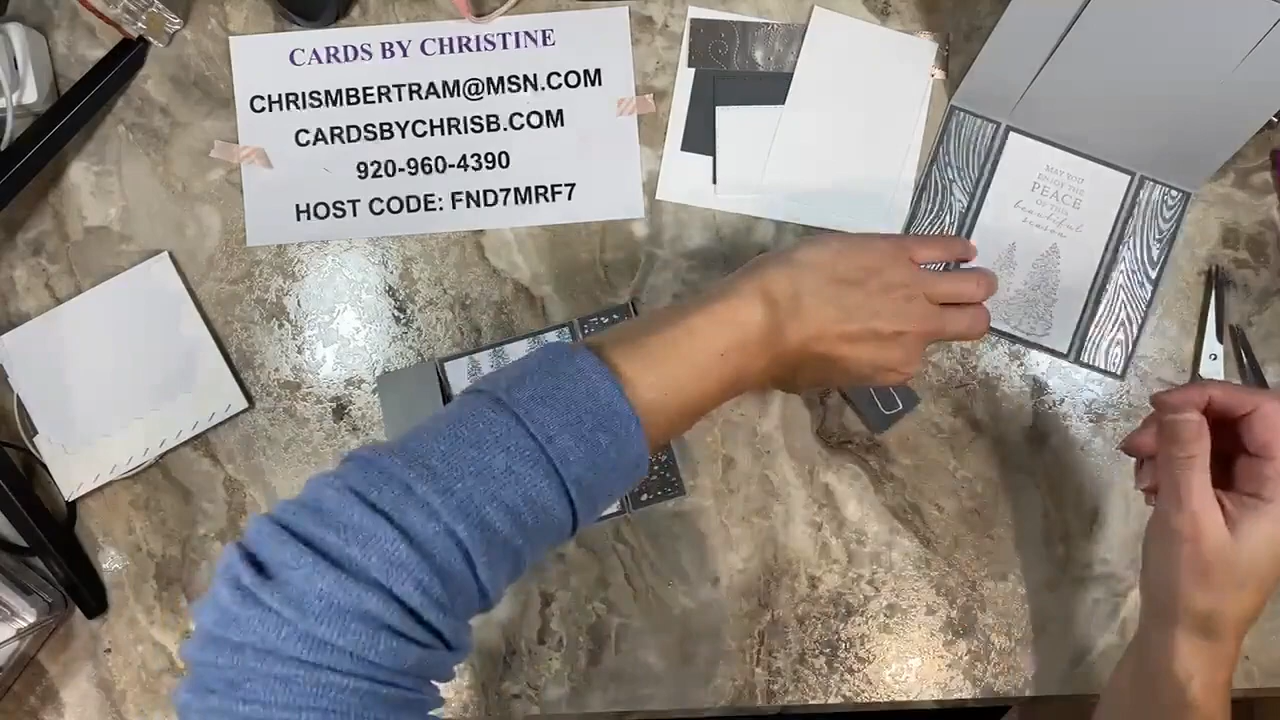 CARDS BY CHRISTINE
CHRISMBERTRAM@MSN.COM
CARDSBYCHRISB.COM
920-960-4390
HOST CODE: FND7MRF7
MAY YOU
ENJOY THE
PEACE
OF THIS
beautiful
season